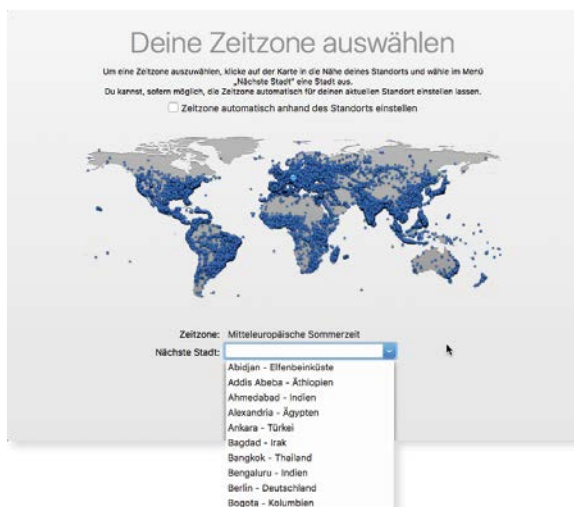 Deine Zeitzone auswählen
Um eine Zeitzone auszuwählen, klicke auf der Karte in die Nähe deines Standorts und wähle im Menü
„Nächste Stadt“ eine Stadt aus.
Du kannst, sofern möglich, die Zeitzone automatisch für deinen aktuellen Standort einstellen lassen.
Zeitzone automatisch anhand des Standorts einstellen
Zeitzone: Mitteleuropäische Sommerzeit
Nächste Stadt:
Abidjan - Elfenbeinküste
Addis Abeba - Äthiopien
Ahmedabad - Indien
Alexandria - Ägypten
Ankara - Türkei
Bagdad - Irak
Bangkok - Thailand
Bengaluru - Indien
Berlin - Deutschland
Bogota - Kolumbien